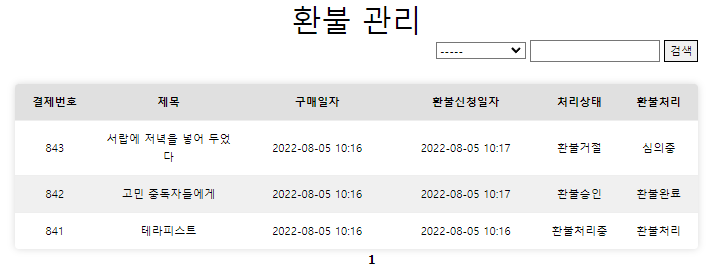 환불 관리
----- 검색
결제번호 제목 구매일자 환불신청일자 처리상태 환불처리
843 서랍에 저녁을 넣어 두었 2022-08-05 10:16 2022-08-05 10:17 환불거절 심의중
다
842 고민 중독자들에게 2022-08-05 10:16 2022-08-05 10:17 환불승인 환불완료
841 테라피스트 2022-08-05 10:16 2022-08-05 10:16 환불처리중 환불처리
1